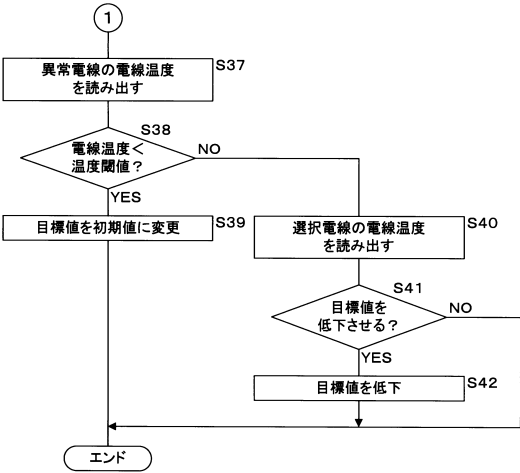 1
異常電線の電線温度
を読み出す
S37
S38
電線温度<
温度閾値?
NO
YES
目標値を初期値に変更
S39
選択電線の電線温度
を読み出す
S40
S41
目標値を
低下させる?
NO
YES
目標値を低下
S42
エンド